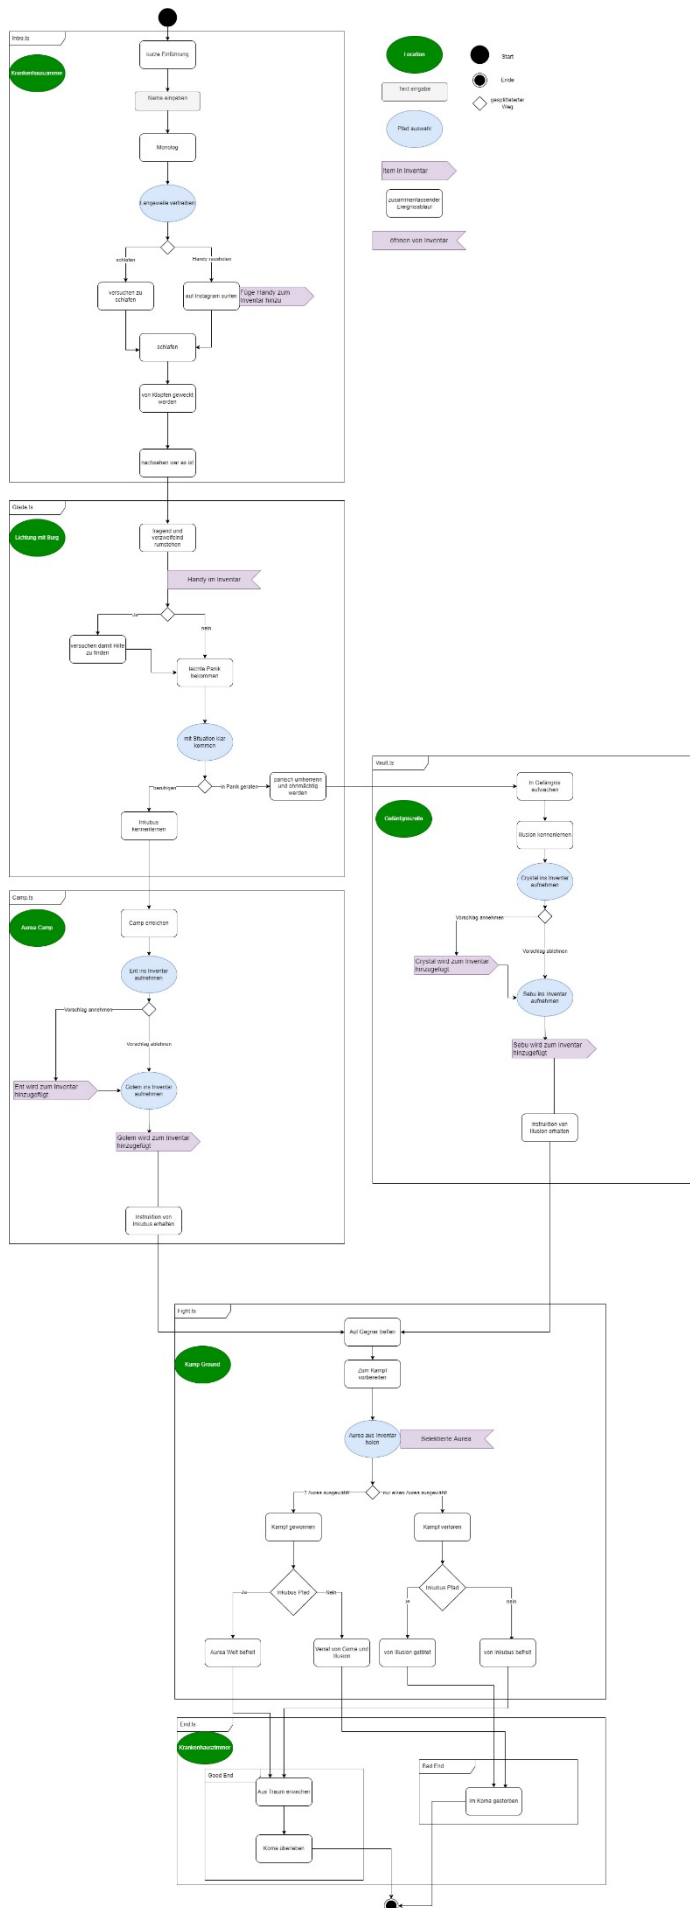 Intro.ts
Krankenhauszimmer
kurze Einführung
Name eingeben
Monolog
Langeweile vertreiben
schlafen
Handy rausholen
versuchen zu
schlafen
auf Instagram surfen
Füge Handy zum
Inventar hinzu
schlafen
von Klopfen geweckt
werden
nachsehen wer es ist
Location
Start
Text eingabe
Ende
Pfad auswahl
gesplitteter
Weg
Item in Inventar
zusammenfassender
Ereignisablauf
öffnen von Inventar
Glade.ts
Lichtung mit Burg
fragend und
verzweifelnd
rumstehen
Handy im Inventar
Ja
Nein
versuchen damit Hilfe
zu finden
leichte Panik
bekommen
mit Situation klar
kommen
beruhigen
in Panik geraten
panisch umherrenn
und ohnmächtig
werden
Inkubus
kennenlernen
Vault.ts
Gefängniszelle
In Gefängnis
aufwachen
Illusion kennenlernen
Crystal ins Inventar
aufnehmen
Vorschlag annehmen
Vorschlag ablehnen
Crystal wird zum Inventar
hinzugefügt
Sebu ins Inventar
aufnehmen
Sebu wird zum Inventar
hinzugefügt
Instruktion von
Illusion erhalten
Camp.ts
Aurea Camp
Camp erreichen
Ent ins Inventar
aufnehmen
Vorschlag annehmen
Vorschlag ablehnen
Ent wird zum Inventar
hinzugefügt
Golem ins Inventar
aufnehmen
Golem wird zum Inventar
hinzugefügt
Instruktion von
Inkubus erhalten
Fight.ts
Kamp Ground
Auf Gegner treffen
Zum Kampf
vorbereiten
Aurea aus Inventar
holen
Selektierte Aurea
2 Aurea ausgewählt
nur einen Aurea ausgewählt
Kampf gewonnen
Kampf verloren
Inkubus Pfad
Inkubus Pfad
Ja
Nein
Ja
Nein
Aurea Welt befreit
Verrat von Goma und
Illusion
von Illusion getötet
von Inkubus befreit
End.ts
Krankenhauszimmer
Good End
Aus Traum erwachen
Koma überleben
Bad End
Im Koma gestorben